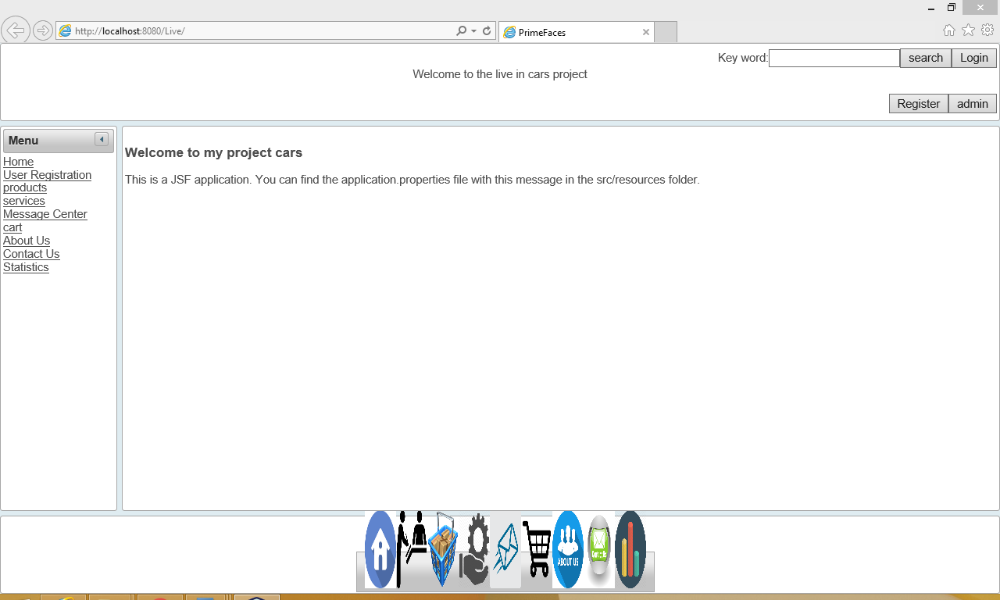 http://localhost:8080/Live/
PrimeFaces
Key word: search Login
Welcome to the live in cars project
Register admin
Menu
Home
User Registration
products
services
Message Center
cart
About Us
Contact Us
Statistics
Welcome to my project cars
This is a JSF application. You can find the application.properties file with this message in the src/resources folder.
ABOUT US